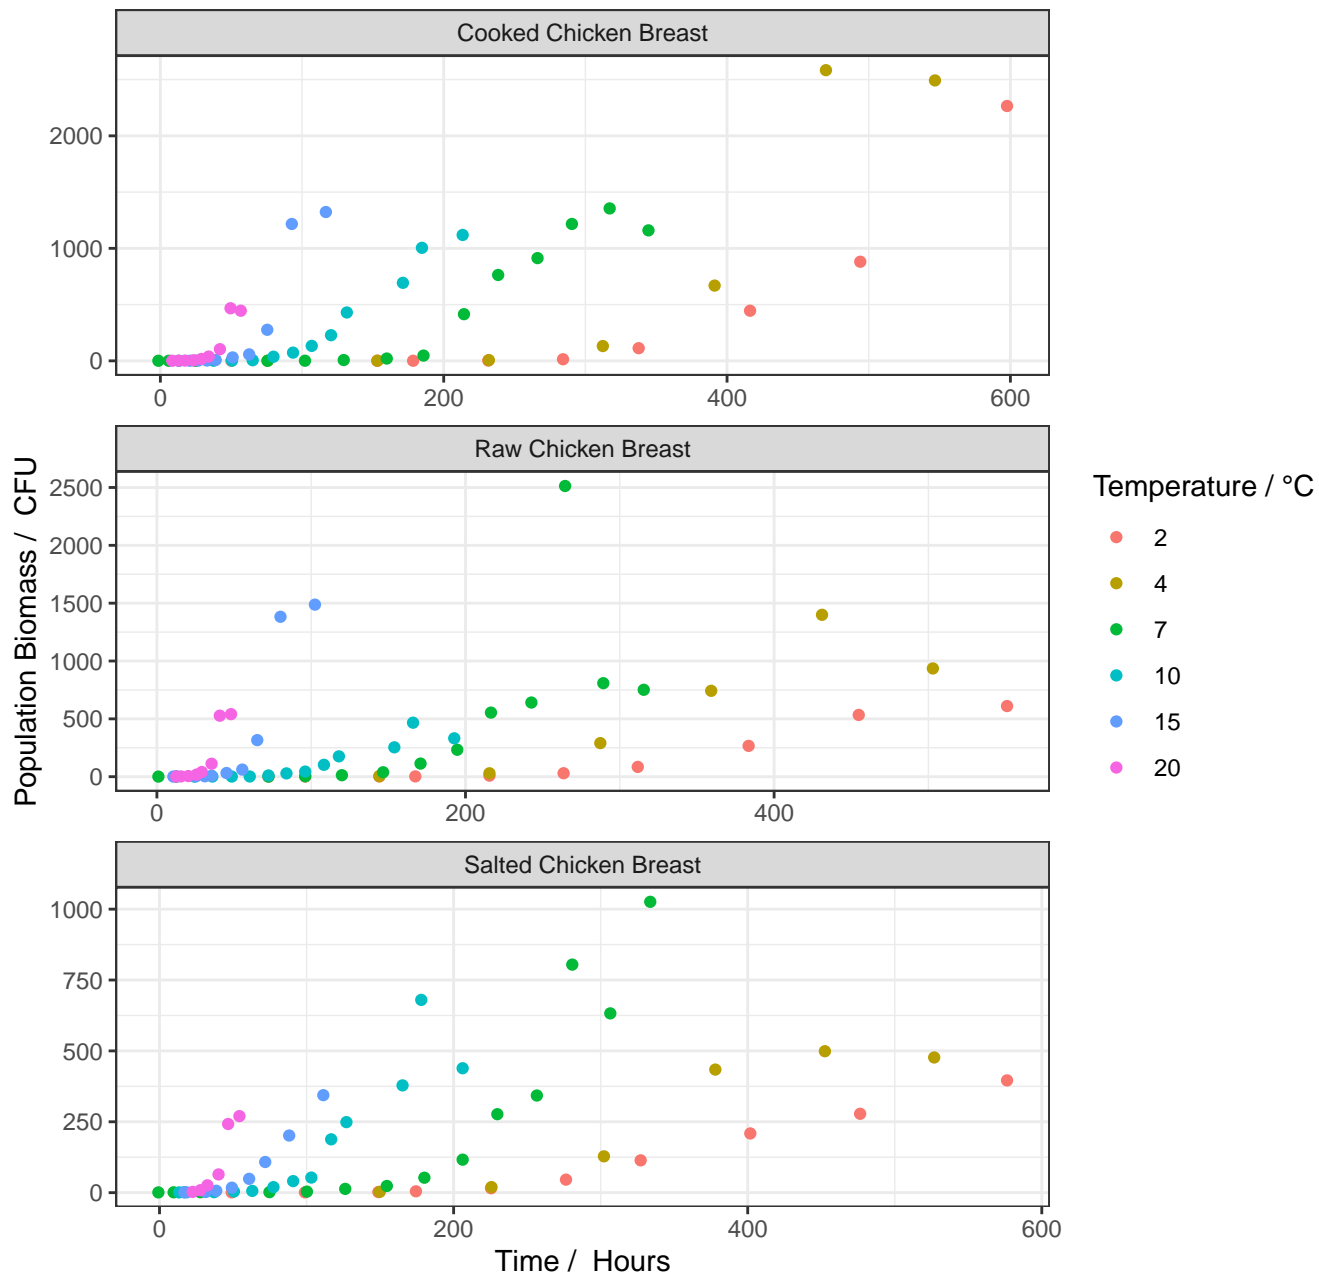 Cooked Chicken Breast
2000
1000
0
0 200 400 600
Raw Chicken Breast
2500
2000
1500
1000
500
0
0 200 400
Salted Chicken Breast
1000
750
500
250
0
0 200 400 600
Time / Hours
Population Biomass / CFU
Temperature / °C
2
4
7
10
15
20